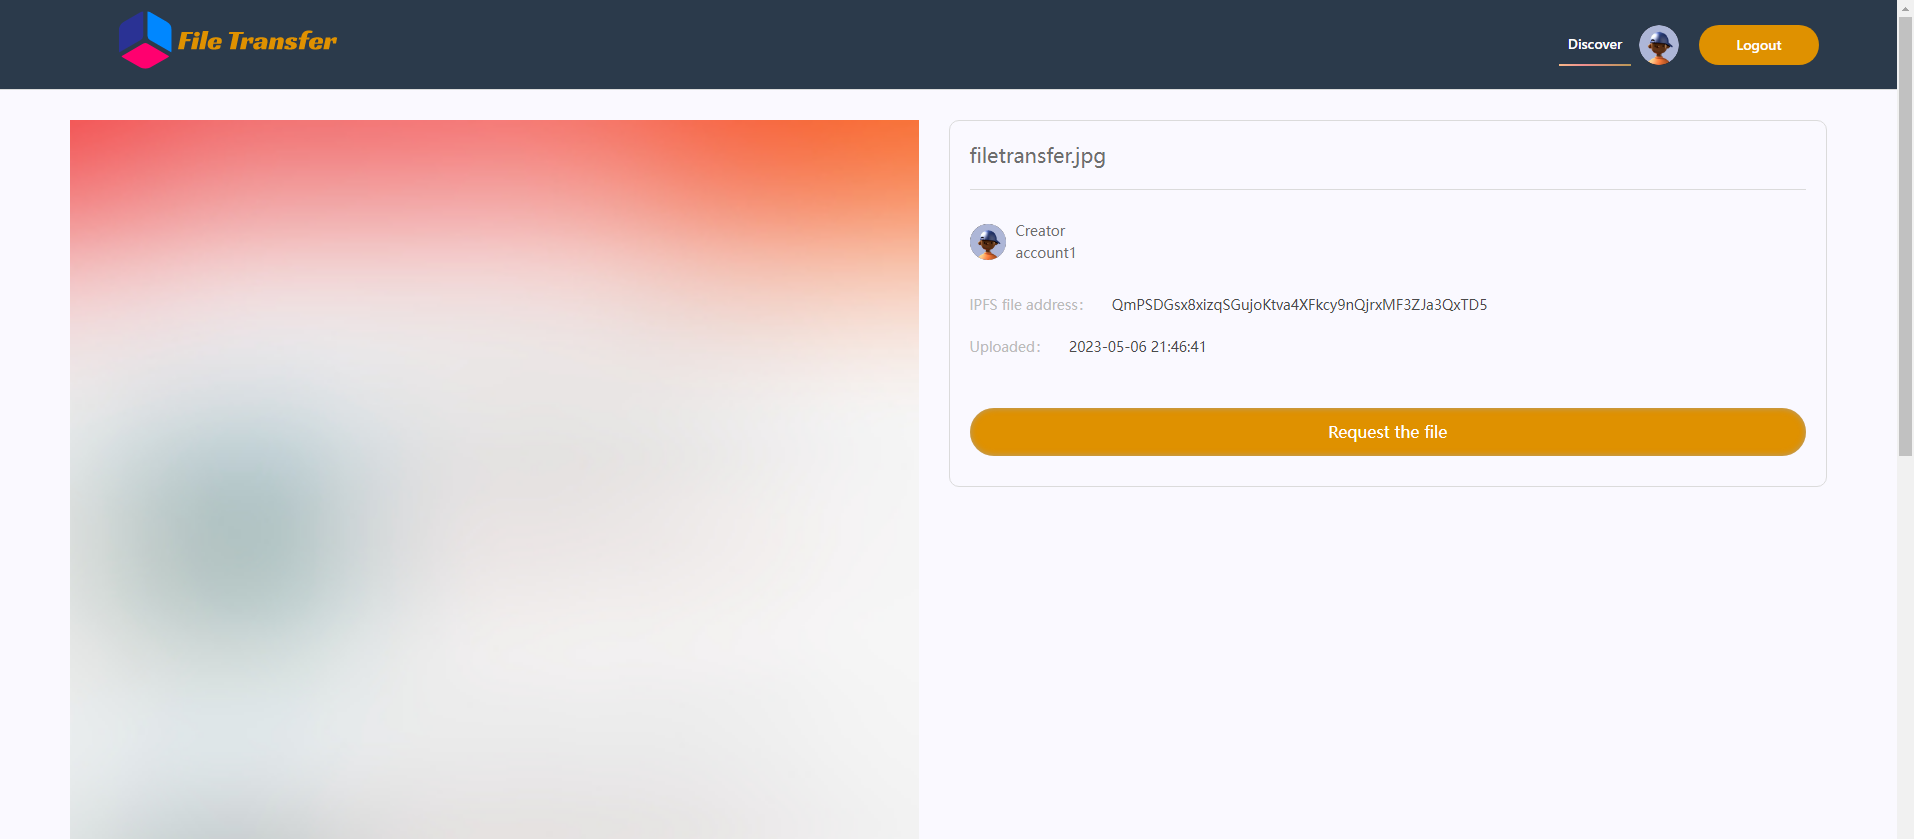 File Transfer
Discover
Logout
filetransfer.jpg
Creator
account1
IPFS file address： QmPSDGsx8xizqSGujoKtva4XFkcy9nQjrxMF3ZJa3QxTD5
Uploaded： 2023-05-06 21:46:41
Request the file